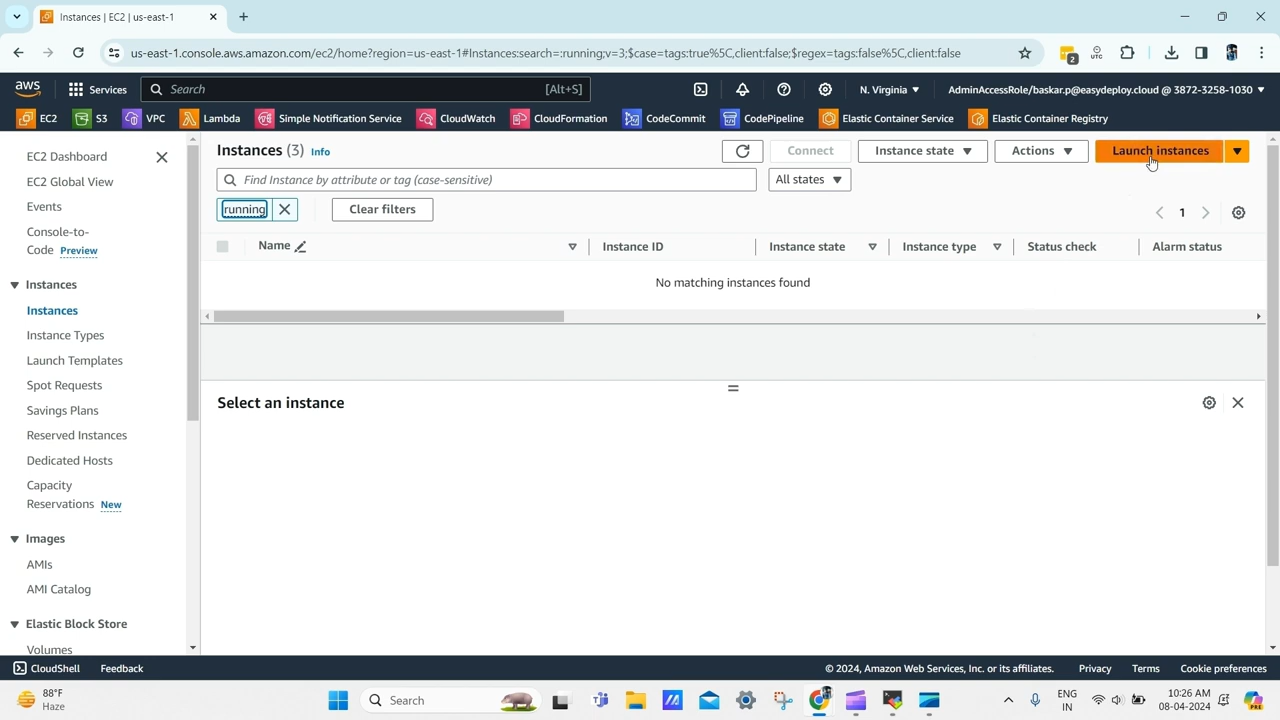 Instances | EC2 | us-east-1
us-east-1.console.aws.amazon.com/ec2/home?region=us-east-1#Instances:search=:running;v=3;$case=tags:true%5C,client:false;$regex=tags:false%5C,client:false
2
UTC
aws
Services
Search
[Alt+S]
N. Virginia
AdminAccessRole/baskar.p@easydeploy.cloud @ 3872-3258-1030
EC2
S3
VPC
Lambda
Simple Notification Service
CloudWatch
CloudFormation
CodeCommit
CodePipeline
Elastic Container Service
Elastic Container Registry
EC2 Dashboard
EC2 Global View
Events
Console-to-
Code Preview
Instances
Instances
Instance Types
Launch Templates
Spot Requests
Savings Plans
Reserved Instances
Dedicated Hosts
Capacity
Reservations New
Images
AMIs
AMI Catalog
Elastic Block Store
Volumes
Instances (3) Info
Connect
Instance state
Actions
Launch instances
Find Instance by attribute or tag (case-sensitive)
All states
running
Clear filters
1
Name
Instance ID
Instance state
Instance type
Status check
Alarm status
No matching instances found
Select an instance
CloudShell
Feedback
© 2024, Amazon Web Services, Inc. or its affiliates.
Privacy
Terms
Cookie preferences
88°F
Haze
Search
ENG
IN
10:26 AM
08-04-2024